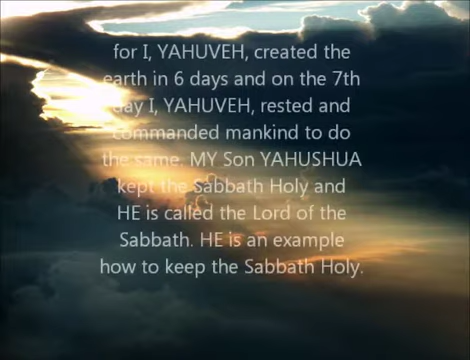 for I, YAHUVEH, created the
earth in 6 days and on the 7th
day I, YAHUVEH, rested and
commanded mankind to do
the same. MY Son YAHUSHUA
kept the Sabbath Holy and
HE is called the Lord of the
Sabbath. HE is an example
how to keep the Sabbath Holy.